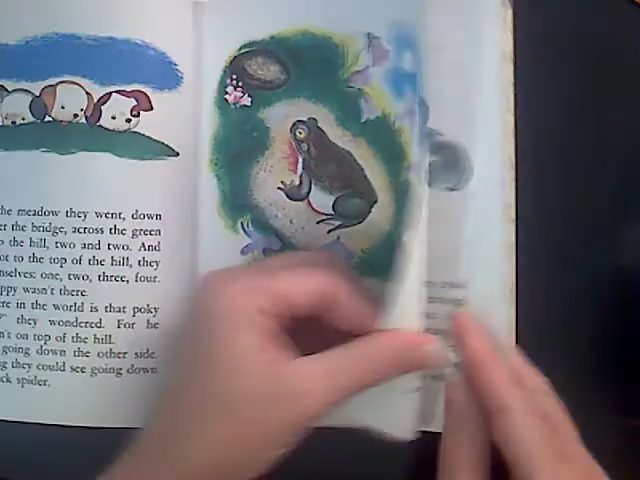 he meadow they went, down
er the bridge, across the green
the hill, two and two. And
ot to the top of the hill, they
nselves: one, two, three, four.
ppy wasn't there.
ere in the world is that poky
they wondered. For he
n't on top of the hill.
going down the other side.
g they could see going down
ck spider.